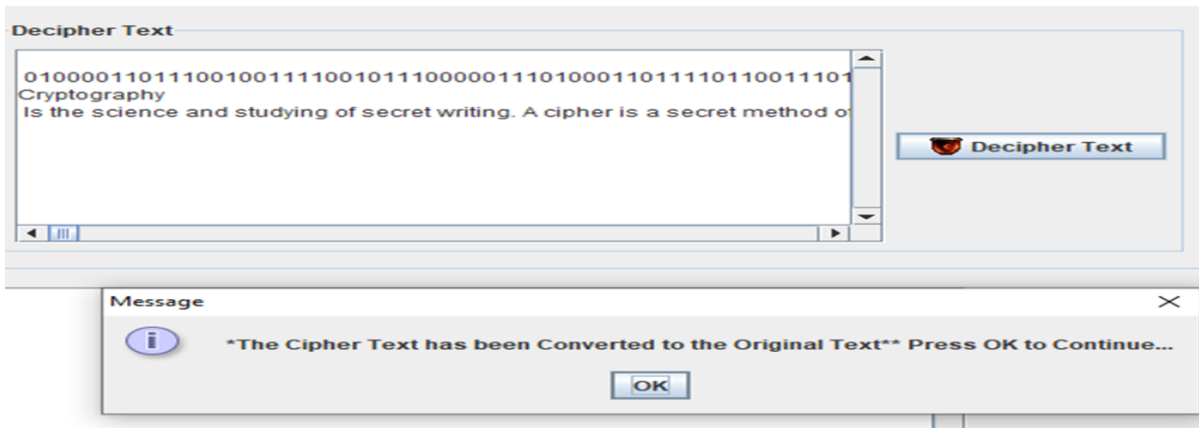 Decipher Text
0100001101110010011110010111000001110100011011110110011101
Cryptography
Is the science and studying of secret writing. A cipher is a secret method of
Decipher Text
Message
*The Cipher Text has been Converted to the Original Text** Press OK to Continue...
OK